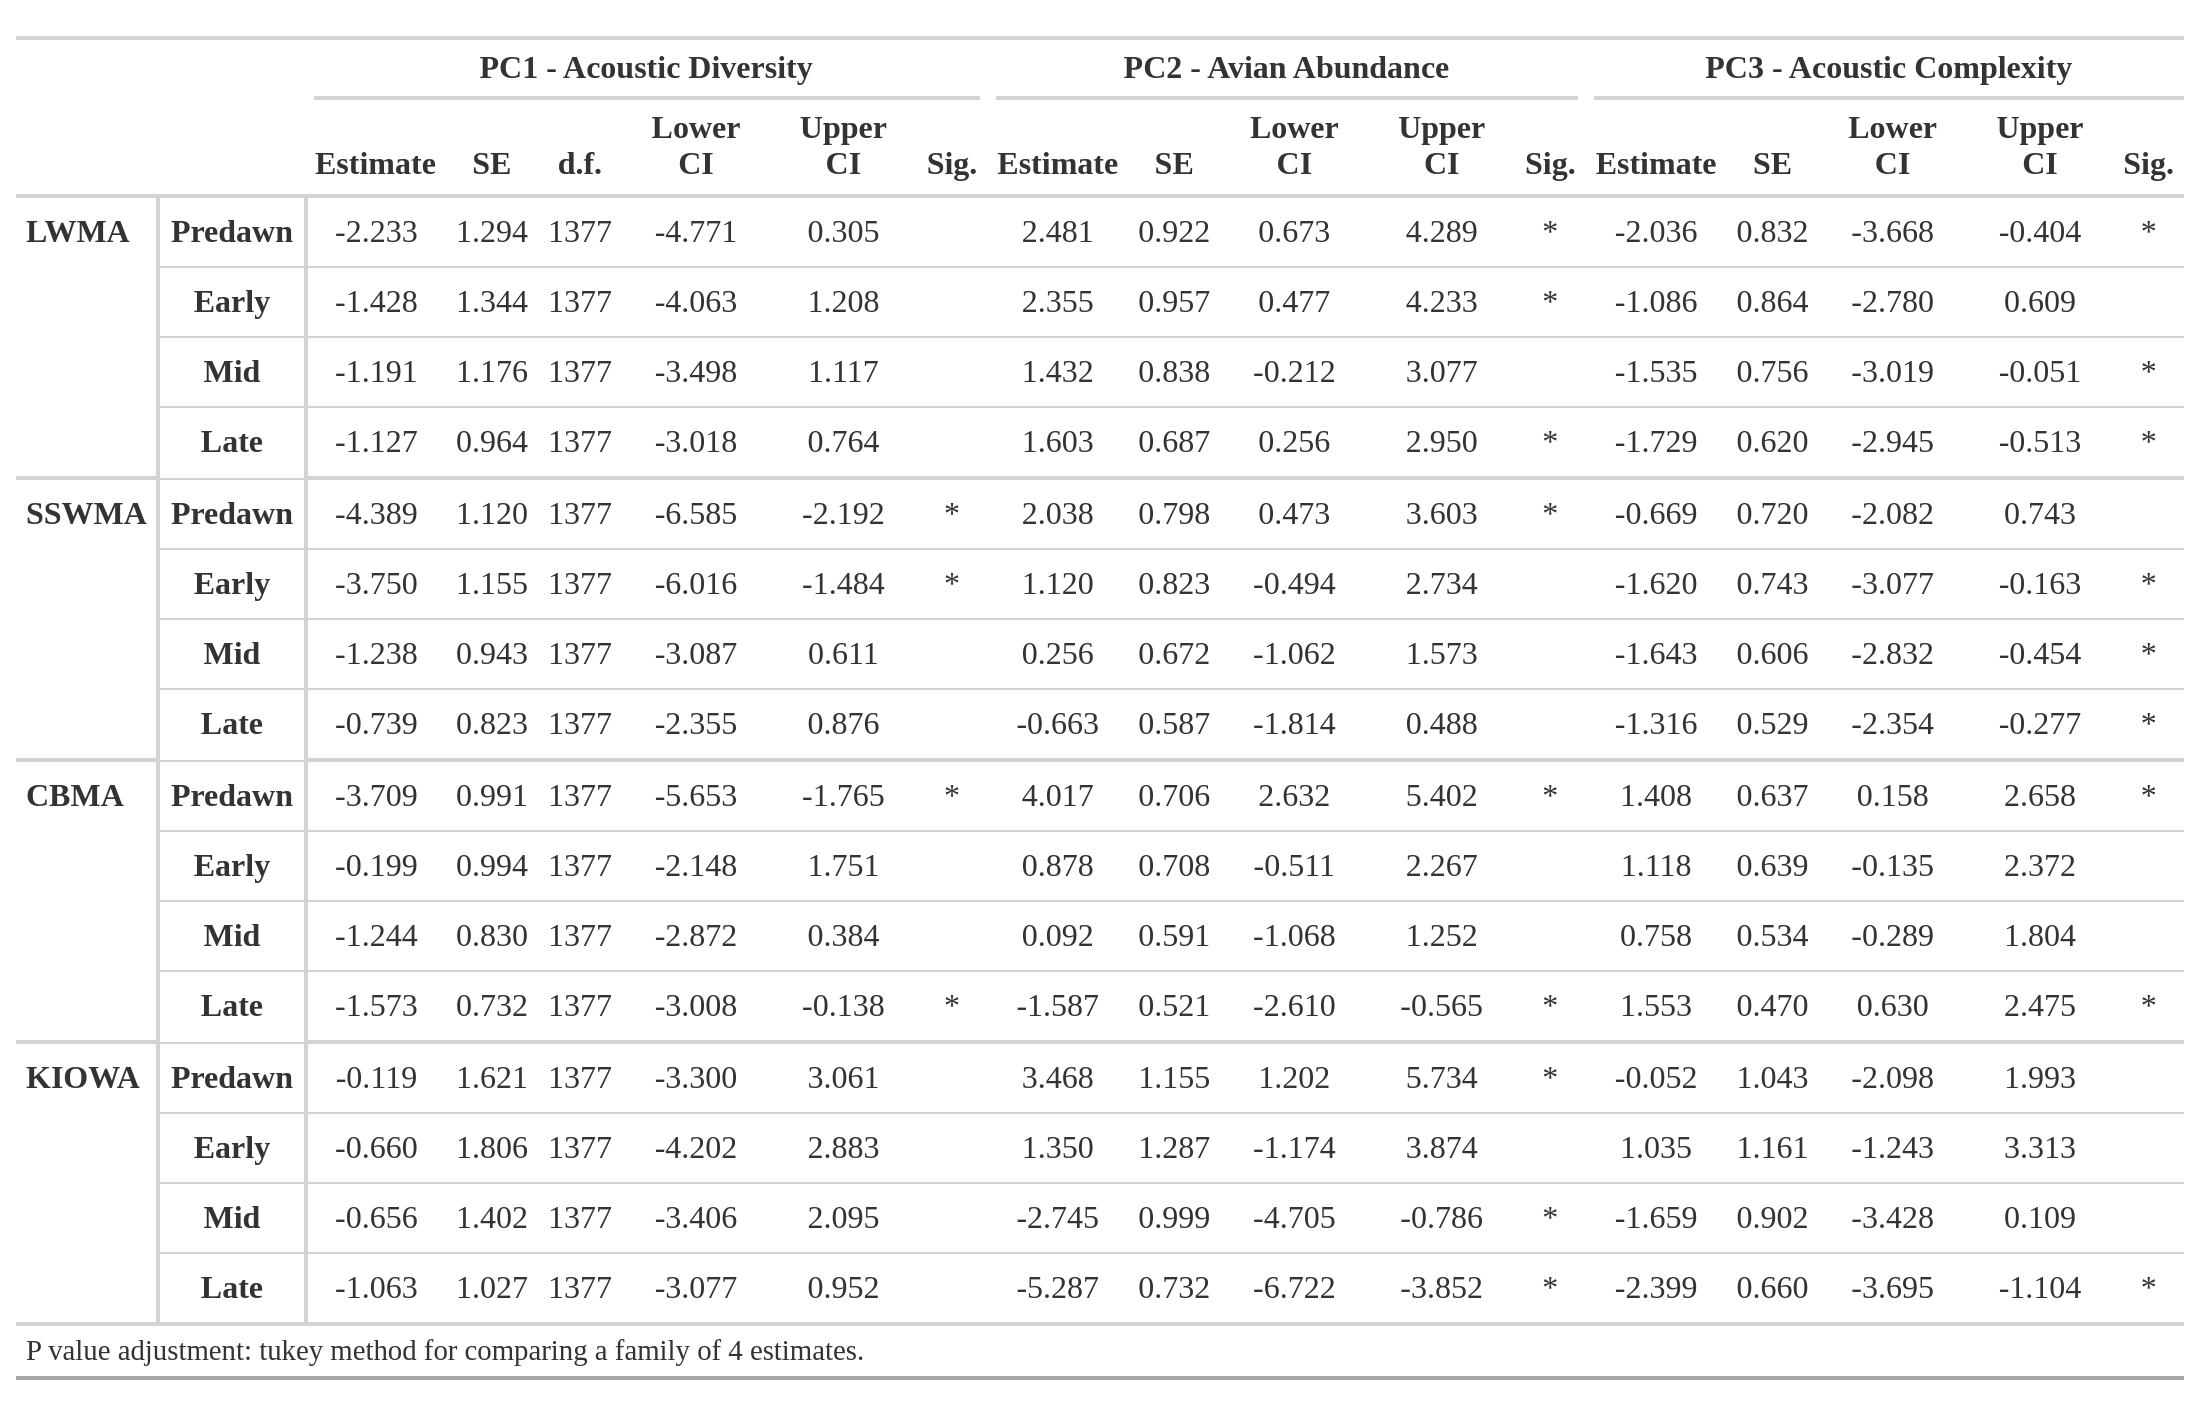 PC1 - Acoustic Diversity PC2 - Avian Abundance PC3 - Acoustic Complexity
Lower Upper Lower Upper Lower Upper
Estimate SE d.f. CI CI Sig. Estimate SE CI CI Sig. Estimate SE CI CI Sig.
LWMA Predawn -2.233 1.294 1377 -4.771 0.305 2.481 0.922 0.673 4.289 * -2.036 0.832 -3.668 -0.404 *
Early -1.428 1.344 1377 -4.063 1.208 2.355 0.957 0.477 4.233 * -1.086 0.864 -2.780 0.609
Mid -1.191 1.176 1377 -3.498 1.117 1.432 0.838 -0.212 3.077 -1.535 0.756 -3.019 -0.051 *
Late -1.127 0.964 1377 -3.018 0.764 1.603 0.687 0.256 2.950 * -1.729 0.620 -2.945 -0.513 *
SSWMA Predawn -4.389 1.120 1377 -6.585 -2.192 * 2.038 0.798 0.473 3.603 * -0.669 0.720 -2.082 0.743
Early -3.750 1.155 1377 -6.016 -1.484 * 1.120 0.823 -0.494 2.734 -1.620 0.743 -3.077 -0.163 *
Mid -1.238 0.943 1377 -3.087 0.611 0.256 0.672 -1.062 1.573 -1.643 0.606 -2.832 -0.454 *
Late -0.739 0.823 1377 -2.355 0.876 -0.663 0.587 -1.814 0.488 -1.316 0.529 -2.354 -0.277 *
CBMA Predawn -3.709 0.991 1377 -5.653 -1.765 * 4.017 0.706 2.632 5.402 * 1.408 0.637 0.158 2.658 *
Early -0.199 0.994 1377 -2.148 1.751 0.878 0.708 -0.511 2.267 1.118 0.639 -0.135 2.372
Mid -1.244 0.830 1377 -2.872 0.384 0.092 0.591 -1.068 1.252 0.758 0.534 -0.289 1.804
Late -1.573 0.732 1377 -3.008 -0.138 * -1.587 0.521 -2.610 -0.565 * 1.553 0.470 0.630 2.475 *
KIOWA Predawn -0.119 1.621 1377 -3.300 3.061 3.468 1.155 1.202 5.734 * -0.052 1.043 -2.098 1.993
Early -0.660 1.806 1377 -4.202 2.883 1.350 1.287 -1.174 3.874 1.035 1.161 -1.243 3.313
Mid -0.656 1.402 1377 -3.406 2.095 -2.745 0.999 -4.705 -0.786 * -1.659 0.902 -3.428 0.109
Late -1.063 1.027 1377 -3.077 0.952 -5.287 0.732 -6.722 -3.852 * -2.399 0.660 -3.695 -1.104 *
P value adjustment: tukey method for comparing a family of 4 estimates.